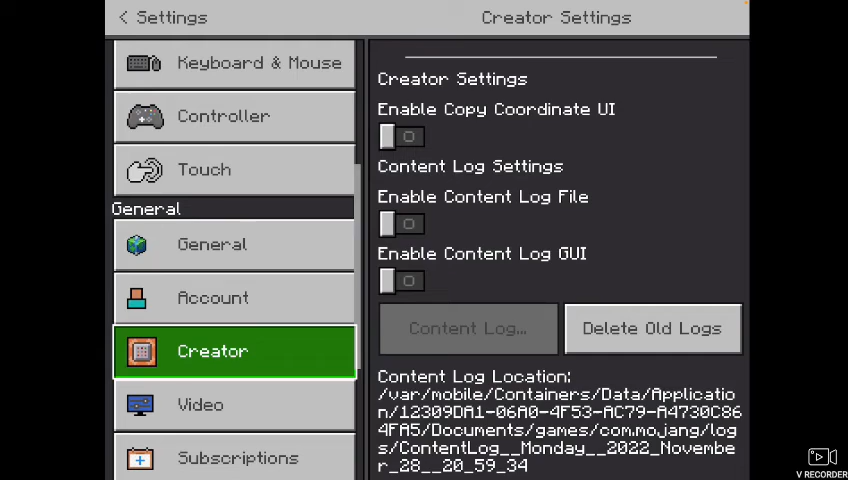 Settings
Creator Settings
Keyboard & Mouse
Controller
Touch
General
General
Account
Creator
Video
Subscriptions
Creator Settings
Enable Copy Coordinate UI
Content Log Settings
Enable Content Log File
Enable Content Log GUI
Content Log...
Delete Old Logs
Content Log Location:
/var/mobile/Containers/Data/Applicatio
n/12309DA1-06A0-4F53-AC79-A4730C86
4FA5/Documents/games/com.mojang/log
s/ContentLog__Monday__2022_Novembe
r_28__20_59_34
V RECORDER